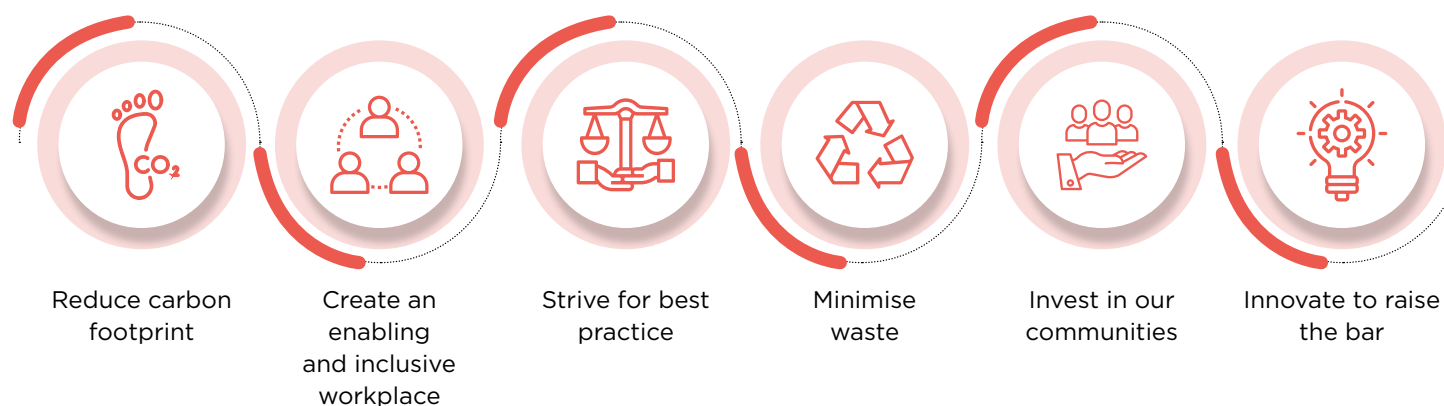 CO2
Reduce carbon
footprint
Create an
enabling
and inclusive
workplace
Strive for best
practice
Minimise
waste
Invest in our
communities
Innovate to raise
the bar